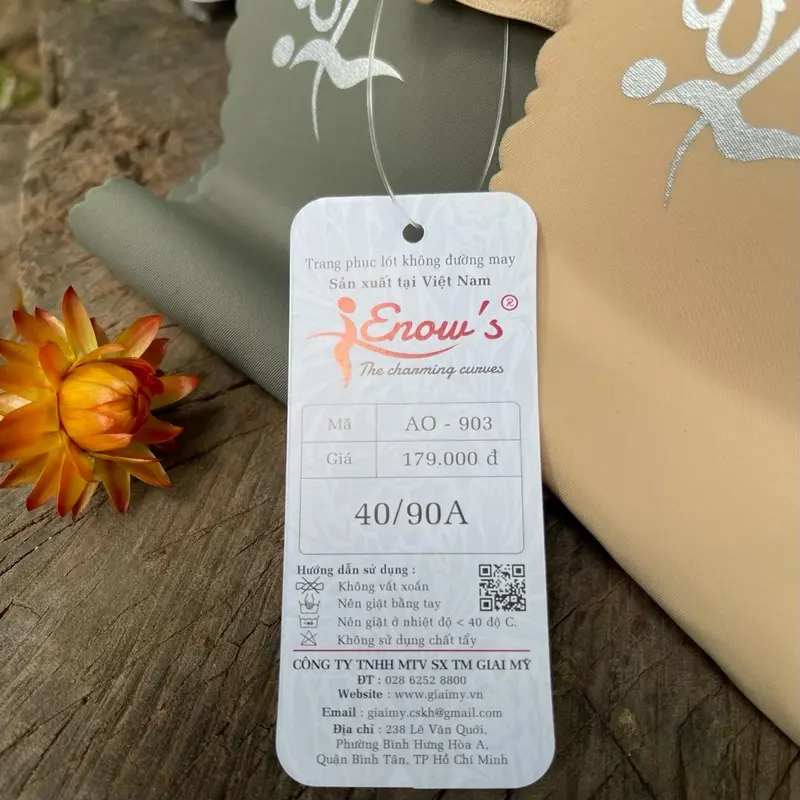 Trang phục lót không đường may
Sản xuất tại Việt Nam
Enow's ®
The charming curves
Mã AO - 903
Giá 179.000 đ
40/90A
Hướng dẫn sử dụng :
Không vắt xoắn
Nên giặt bằng tay
Nên giặt ở nhiệt độ < 40 độ C.
Không sử dụng chất tẩy
CÔNG TY TNHH MTV SX TM GIAI MỸ
ĐT : 028 6252 8800
Website : www.giaimy.vn
Email : giaimy.cskh@gmail.com
Địa chỉ : 238 Lê Văn Quới,
Phường Bình Hưng Hòa A,
Quận Bình Tân, TP Hồ Chí Minh